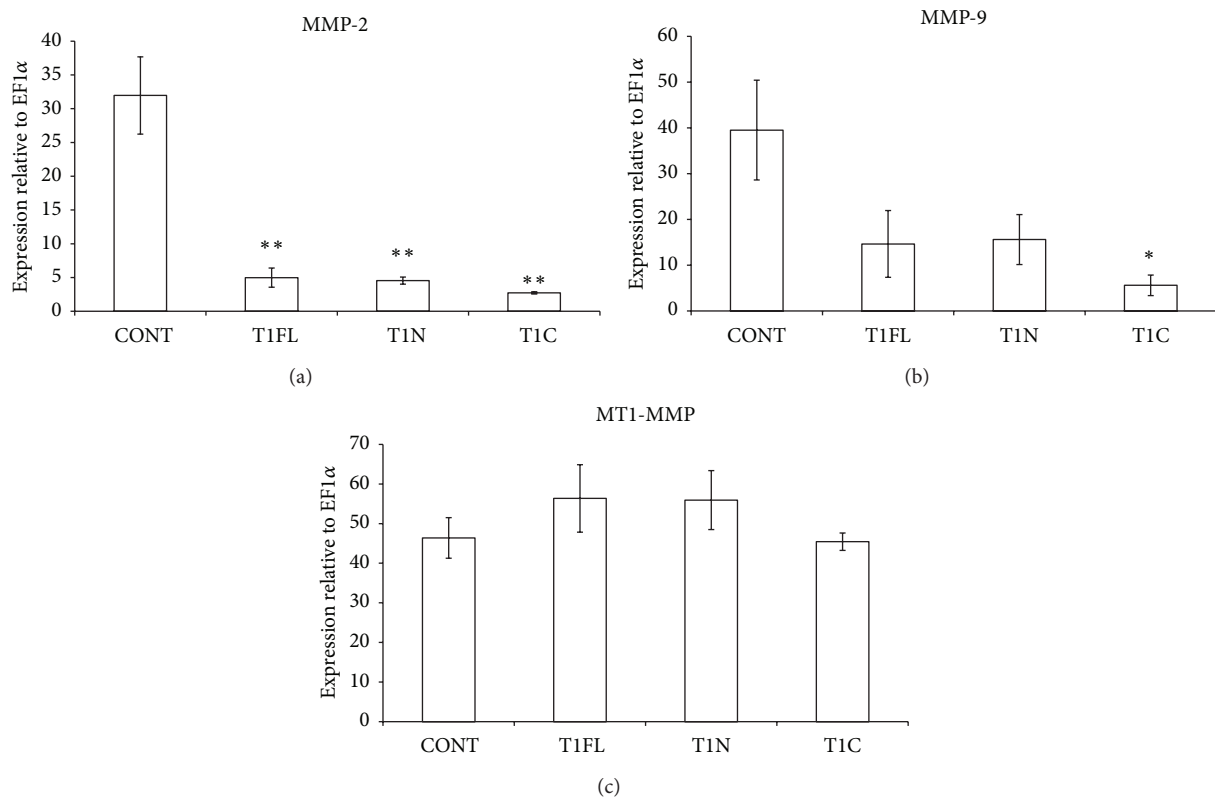 MMP-2
Expression relative to EF1α
40
35
30
25
20
15
10
5
0
**
**
**
CONT T1FL T1N T1C
(a)
MMP-9
Expression relative to EF1α
60
50
40
30
20
10
0
*
CONT T1FL T1N T1C
(b)
MT1-MMP
Expression relative to EF1α
70
60
50
40
30
20
10
0
CONT T1FL T1N T1C
(c)